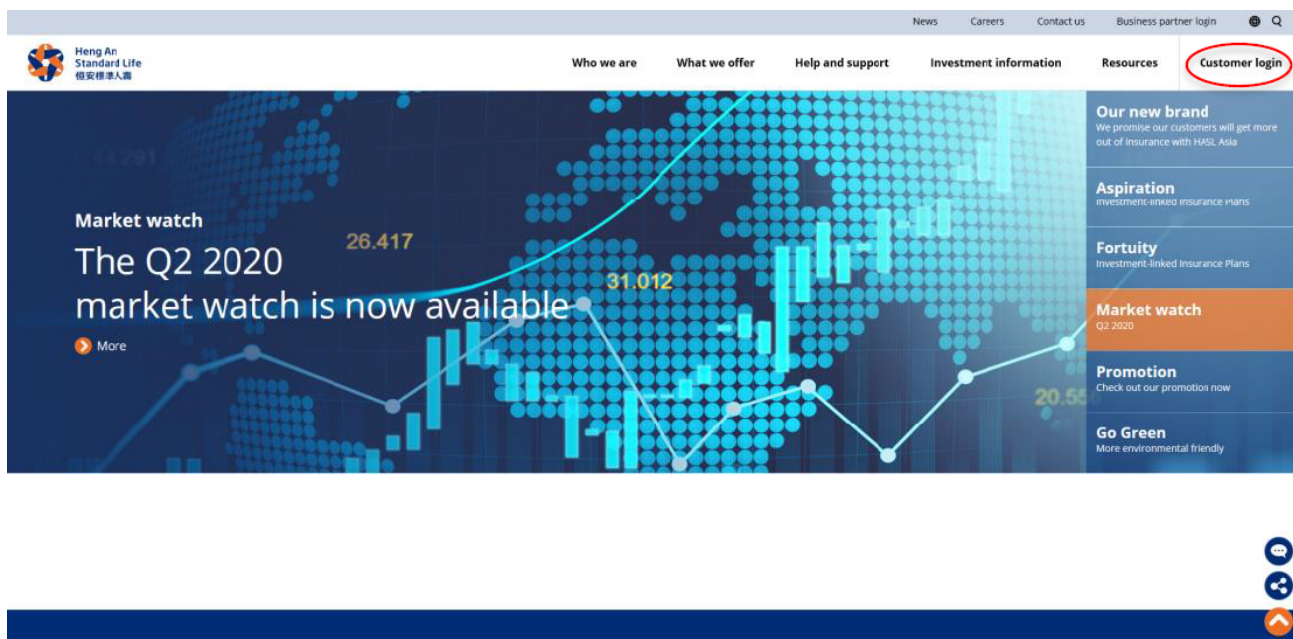 News Careers Contact us Business partner login
Heng An
Standard Life
恒安標準人壽
Who we are What we offer Help and support Investment information Resources Customer login
Our new brand
We promise our customers will get more
out of insurance with HASL Asia
44.291
Aspiration
Investment-linked Insurance Plans
Market watch
The Q2 2020
market watch is now available
More
26.417
31.012
Fortuity
Investment-linked Insurance Plans
Market watch
Q2 2020
Promotion
Check out our promotion now
20.556
Go Green
More environmental friendly